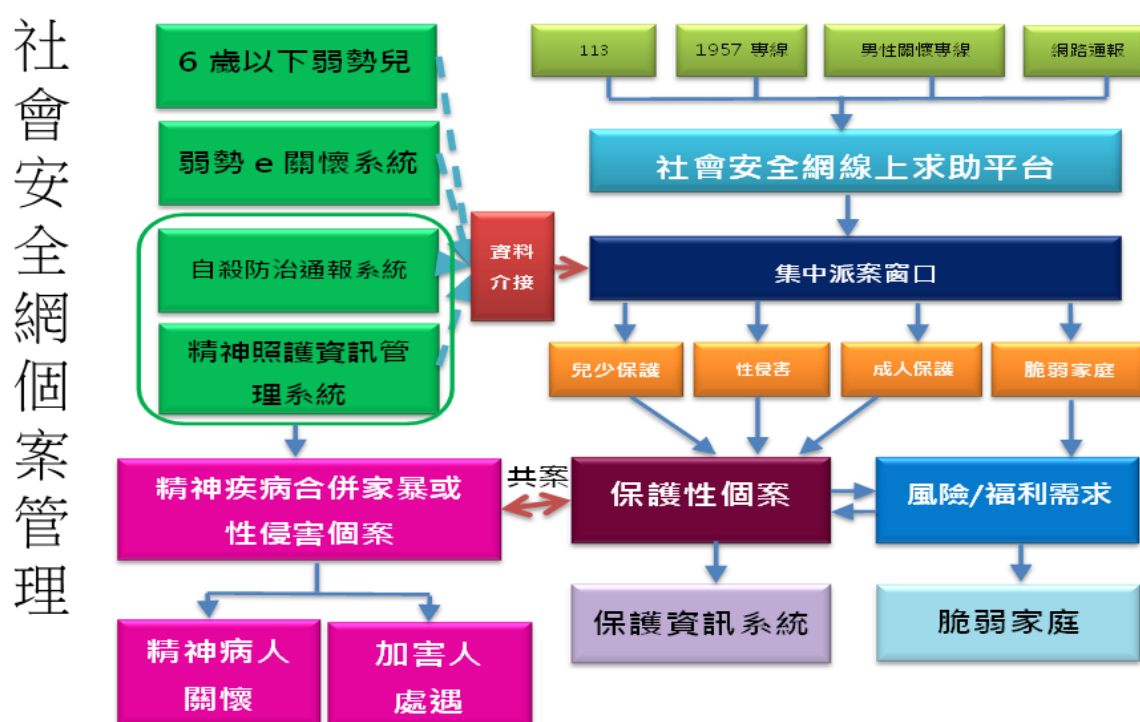 社會安全網個案管理
6 歲以下弱勢兒
弱勢 e 關懷系統
自殺防治通報系統
精神照護資訊管
理系統
資料
介接
113
1957 專線
男性關懷專線
網路通報
社會安全網線上求助平台
集中派案窗口
兒少保護
性侵害
成人保護
脆弱家庭
精神疾病合併家暴或
性侵害個案
共案
保護性個案
風險/福利需求
精神病人
關懷
加害人
處遇
保護資訊系統
脆弱家庭